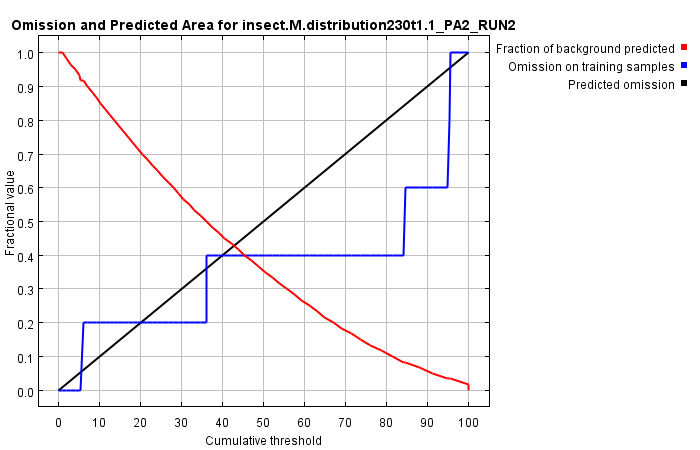 Omission and Predicted Area for insect.M.distribution230t1.1_PA2_RUN2
Fraction of background predicted
Omission on training samples
Predicted omission
Fractional value
1.0
0.9
0.8
0.7
0.6
0.5
0.4
0.3
0.2
0.1
0.0
0 10 20 30 40 50 60 70 80 90 100
Cumulative threshold